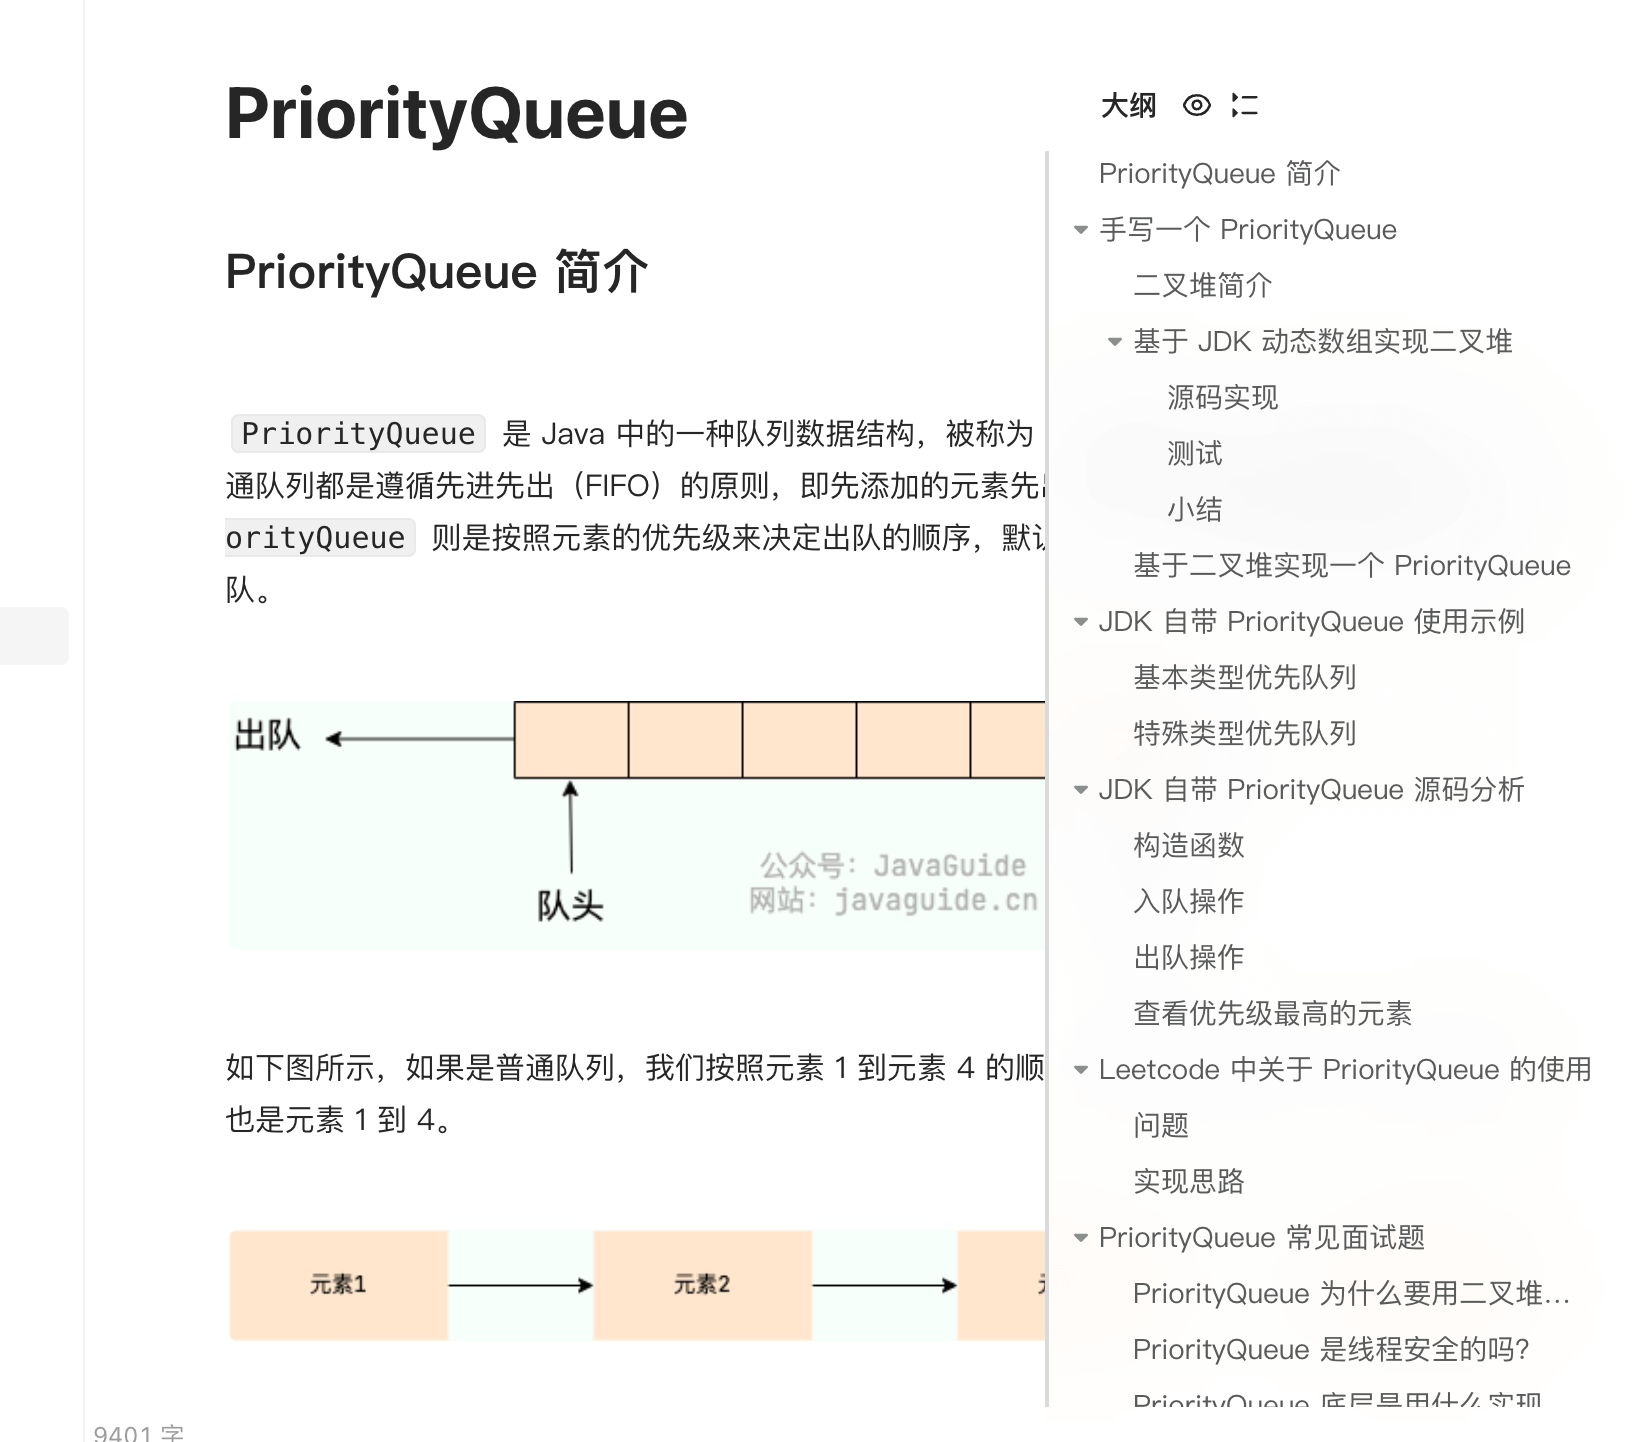 PriorityQueue
PriorityQueue 简介
PriorityQueue 是 Java 中的一种队列数据结构，被称为
通队列都是遵循先进先出（FIFO）的原则，即先添加的元素先
orityQueue 则是按照元素的优先级来决定出队的顺序，默
队。
出队
队头
公众号：JavaGuide
网站：javaguide.cn
如下图所示，如果是普通队列，我们按照元素 1 到元素 4 的顺
也是元素 1 到 4。
元素1
元素2
9401 字
大纲
PriorityQueue 简介
手写一个 PriorityQueue
二叉堆简介
基于 JDK 动态数组实现二叉堆
源码实现
测试
小结
基于二叉堆实现一个 PriorityQueue
JDK 自带 PriorityQueue 使用示例
基本类型优先队列
特殊类型优先队列
JDK 自带 PriorityQueue 源码分析
构造函数
入队操作
出队操作
查看优先级最高的元素
Leetcode 中关于 PriorityQueue 的使用
问题
实现思路
PriorityQueue 常见面试题
PriorityQueue 为什么要用二叉堆...
PriorityQueue 是线程安全的吗？
PriorityQueue 底层是用什么实现